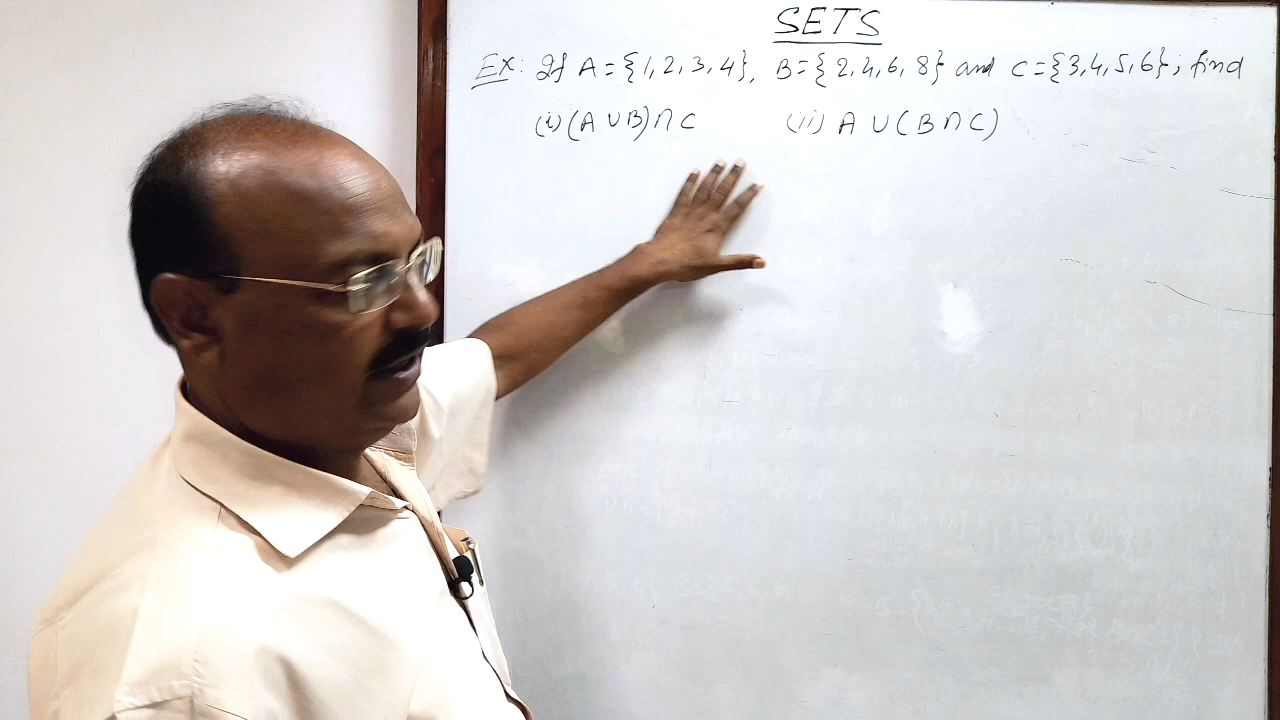 SETS
Ex: If A = {1, 2, 3, 4}, B = {2, 4, 6, 8} and C = {3, 4, 5, 6}; find
(i) (A ∪ B) ∩ C (ii) A ∪ (B ∩ C)